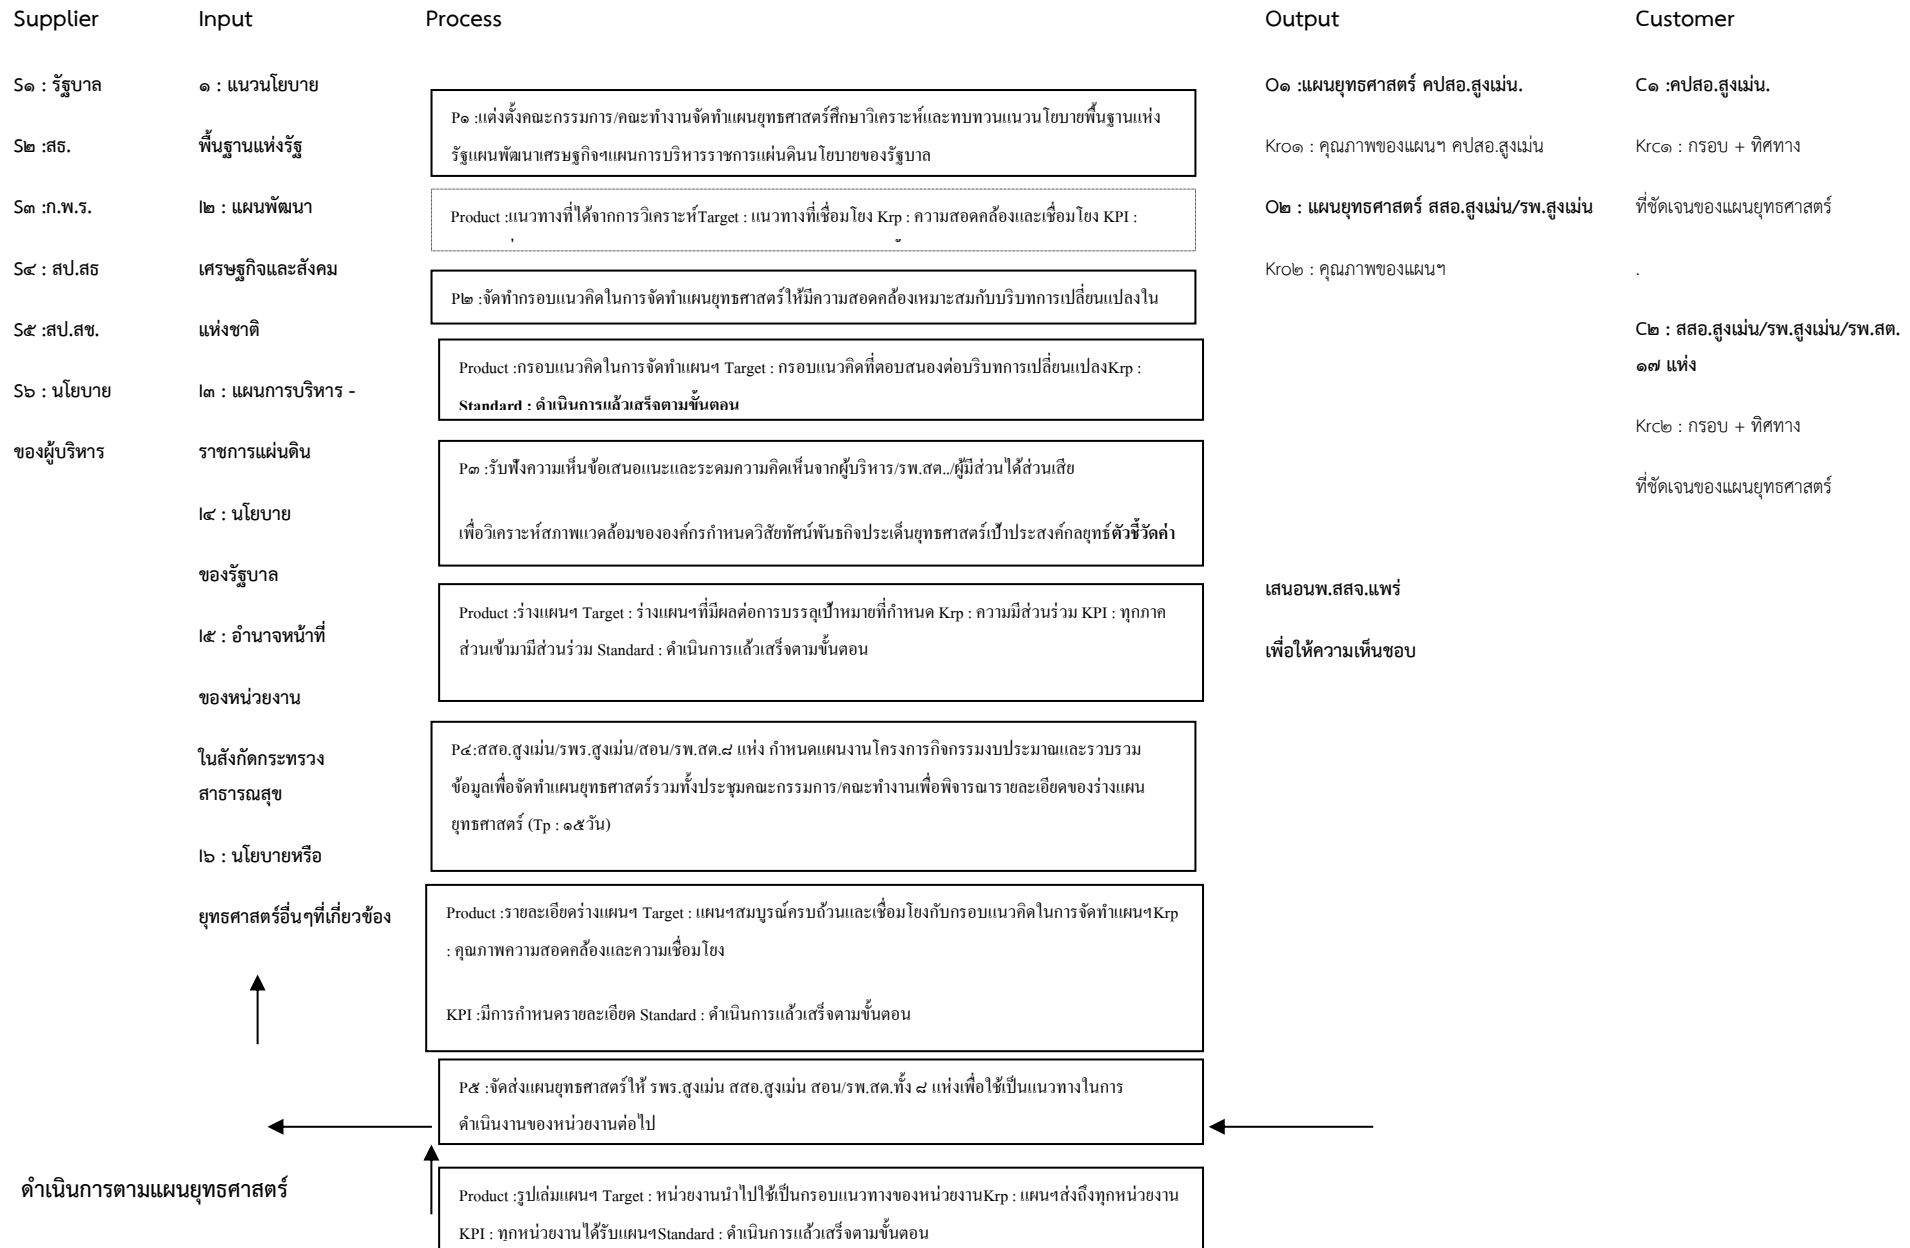 Supplier
Input
Process
Output
Customer
S๑ : รัฐบาล
S๒ :สธ.
S๓ :ก.พ.ร.
S๔ : สป.สธ
S๕ :สป.สช.
S๖ : นโยบาย
ของผู้บริหาร
๑ : แนวนโยบาย
พื้นฐานแห่งรัฐ
I๒ : แผนพัฒนา
เศรษฐกิจและสังคม
แห่งชาติ
I๓ : แผนการบริหาร -
ราชการแผ่นดิน
I๔ : นโยบาย
ของรัฐบาล
I๕ : อำนาจหน้าที่
ของหน่วยงาน
ในสังกัดกระทรวง
สาธารณสุข
I๖ : นโยบายหรือ
ยุทธศาสตร์อื่นๆที่เกี่ยวข้อง
P๑ :แต่งตั้งคณะกรรมการ/คณะทำงานจัดทำแผนยุทธศาสตร์ศึกษาวิเคราะห์และทบทวนแนวนโยบายพื้นฐานแห่ง
รัฐแผนพัฒนาเศรษฐกิจฯแผนการบริหารราชการแผ่นดินนโยบายของรัฐบาล
Product :แนวทางที่ได้จากการวิเคราะห์Target : แนวทางที่เชื่อมโยง Krp : ความสอดคล้องและเชื่อมโยง KPI :
P๒ :จัดทำกรอบแนวคิดในการจัดทำแผนยุทธศาสตร์ให้มีความสอดคล้องเหมาะสมกับบริบทการเปลี่ยนแปลงใน
Product :กรอบแนวคิดในการจัดทำแผนฯ Target : กรอบแนวคิดที่ตอบสนองต่อบริบทการเปลี่ยนแปลงKrp :
Standard : ดำเนินการแล้วเสร็จตามขั้นตอน
P๓ :รับฟังความเห็นข้อเสนอแนะและระดมความคิดเห็นจากผู้บริหาร/รพ.สต../ผู้มีส่วนได้ส่วนเสีย
เพื่อวิเคราะห์สภาพแวดล้อมขององค์กรกำหนดวิสัยทัศน์พันธกิจประเด็นยุทธศาสตร์เป้าประสงค์กลยุทธ์ตัวชี้วัดค่า
Product :ร่างแผนฯ Target : ร่างแผนฯที่มีผลต่อการบรรลุเป้าหมายที่กำหนด Krp : ความมีส่วนร่วม KPI : ทุกภาค
ส่วนเข้ามามีส่วนร่วม Standard : ดำเนินการแล้วเสร็จตามขั้นตอน
P๔:สสอ.สูงเม่น/รพร.สูงเม่น/สอน/รพ.สต.๘ แห่ง กำหนดแผนงานโครงการกิจกรรมงบประมาณและรวบรวม
ข้อมูลเพื่อจัดทำแผนยุทธศาสตร์รวมทั้งประชุมคณะกรรมการ/คณะทำงานเพื่อพิจารณารายละเอียดของร่างแผน
ยุทธศาสตร์ (Tp : ๑๕วัน)
Product :รายละเอียดร่างแผนฯ Target : แผนฯสมบูรณ์ครบถ้วนและเชื่อมโยงกับกรอบแนวคิดในการจัดทำแผนฯKrp
: คุณภาพความสอดคล้องและความเชื่อมโยง
KPI :มีการกำหนดรายละเอียด Standard : ดำเนินการแล้วเสร็จตามขั้นตอน
P๕ :จัดส่งแผนยุทธศาสตร์ให้ รพร.สูงเม่น สสอ.สูงเม่น สอน/รพ.สต.ทั้ง ๘ แห่งเพื่อใช้เป็นแนวทางในการ
ดำเนินงานของหน่วยงานต่อไป
Product :รูปเล่มแผนฯ Target : หน่วยงานนำไปใช้เป็นกรอบแนวทางของหน่วยงานKrp : แผนฯส่งถึงทุกหน่วยงาน
KPI : ทุกหน่วยงานได้รับแผนฯStandard : ดำเนินการแล้วเสร็จตามขั้นตอน
O๑ :แผนยุทธศาสตร์ คปสอ.สูงเม่น.
Kro๑ : คุณภาพของแผนฯ คปสอ.สูงเม่น
O๒ : แผนยุทธศาสตร์ สสอ.สูงเม่น/รพ.สูงเม่น
Kro๒ : คุณภาพของแผนฯ
เสนอนพ.สสจ.แพร่
เพื่อให้ความเห็นชอบ
C๑ :คปสอ.สูงเม่น.
Krc๑ : กรอบ + ทิศทาง
ที่ชัดเจนของแผนยุทธศาสตร์
.
C๒ : สสอ.สูงเม่น/รพ.สูงเม่น/รพ.สต.
๑๗ แห่ง
Krc๒ : กรอบ + ทิศทาง
ที่ชัดเจนของแผนยุทธศาสตร์
ดำเนินการตามแผนยุทธศาสตร์